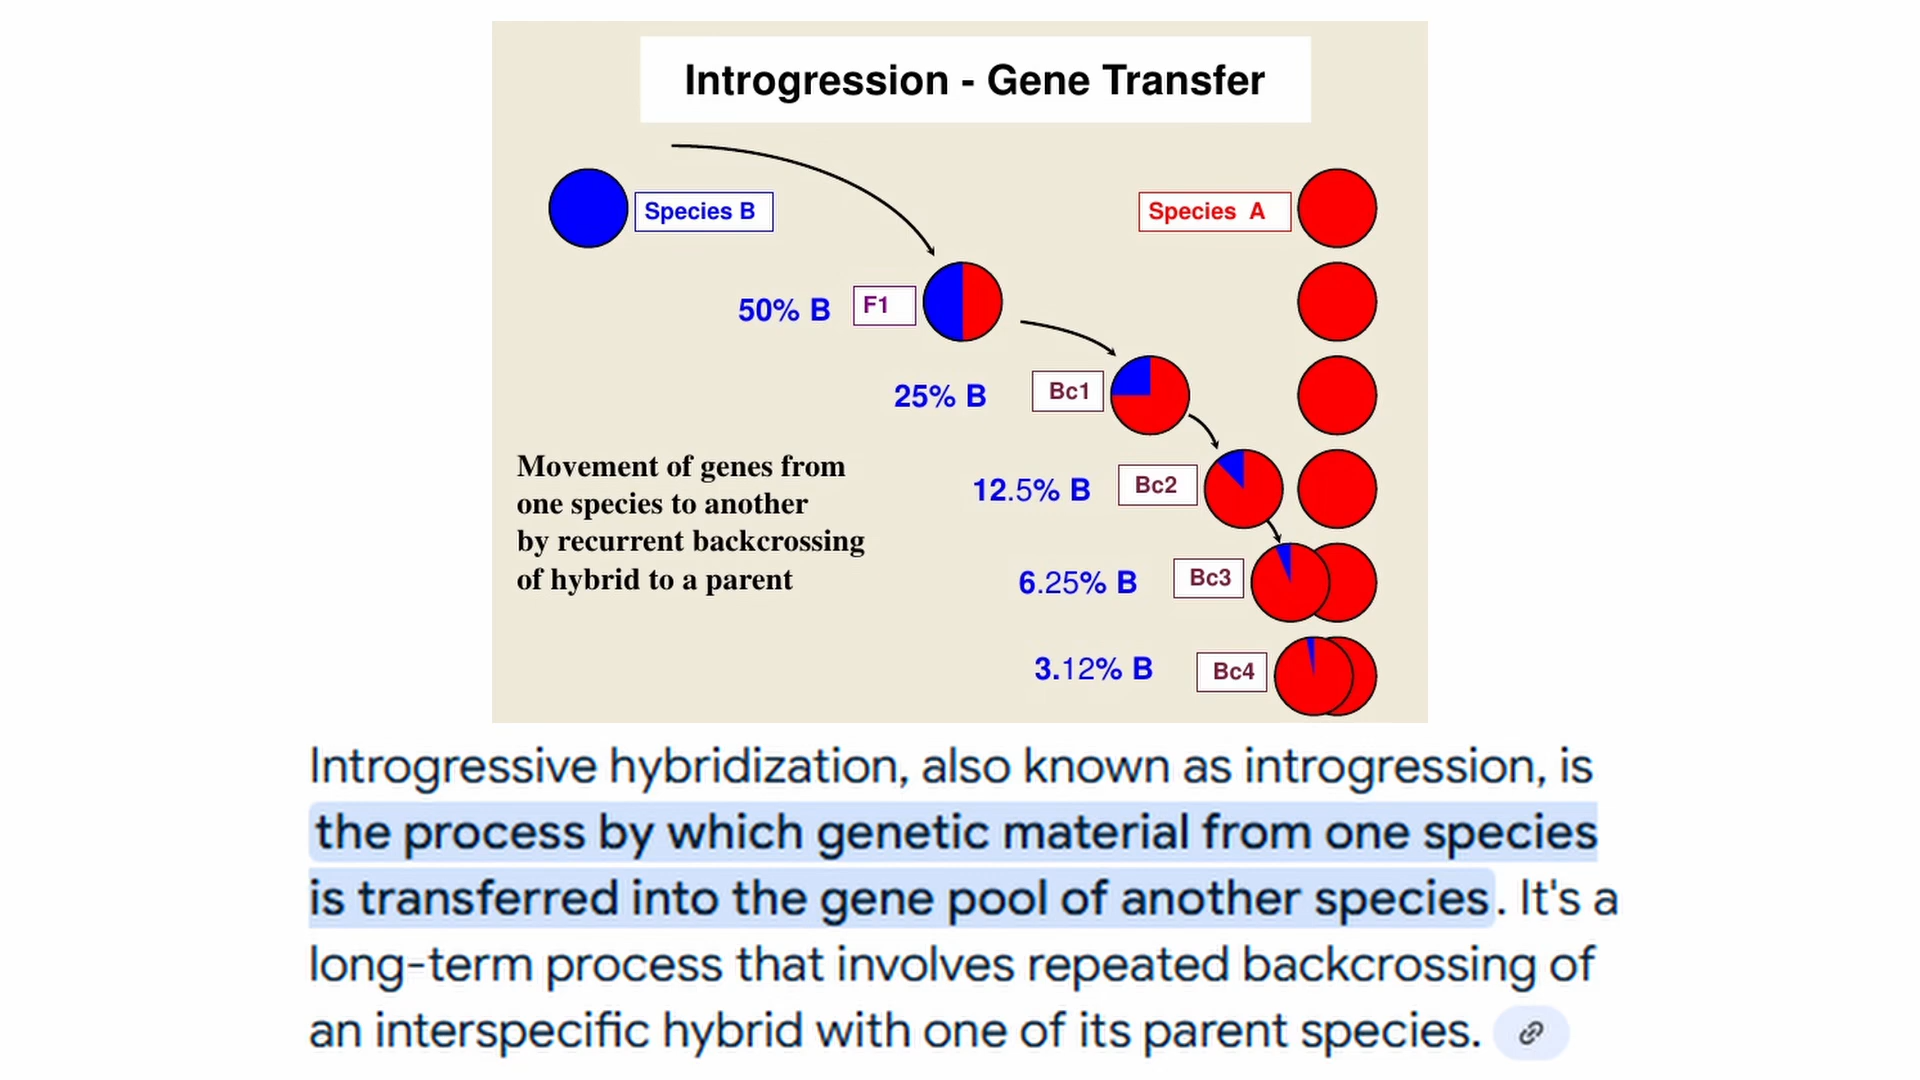 Introgression - Gene Transfer
Species B
Species A
50% B
F1
25% B
Bc1
Movement of genes from
one species to another
by recurrent backcrossing
of hybrid to a parent
12.5% B
Bc2
6.25% B
Bc3
3.12% B
Bc4
Introgressive hybridization, also known as introgression, is
the process by which genetic material from one species
is transferred into the gene pool of another species. It's a
long-term process that involves repeated backcrossing of
an interspecific hybrid with one of its parent species.